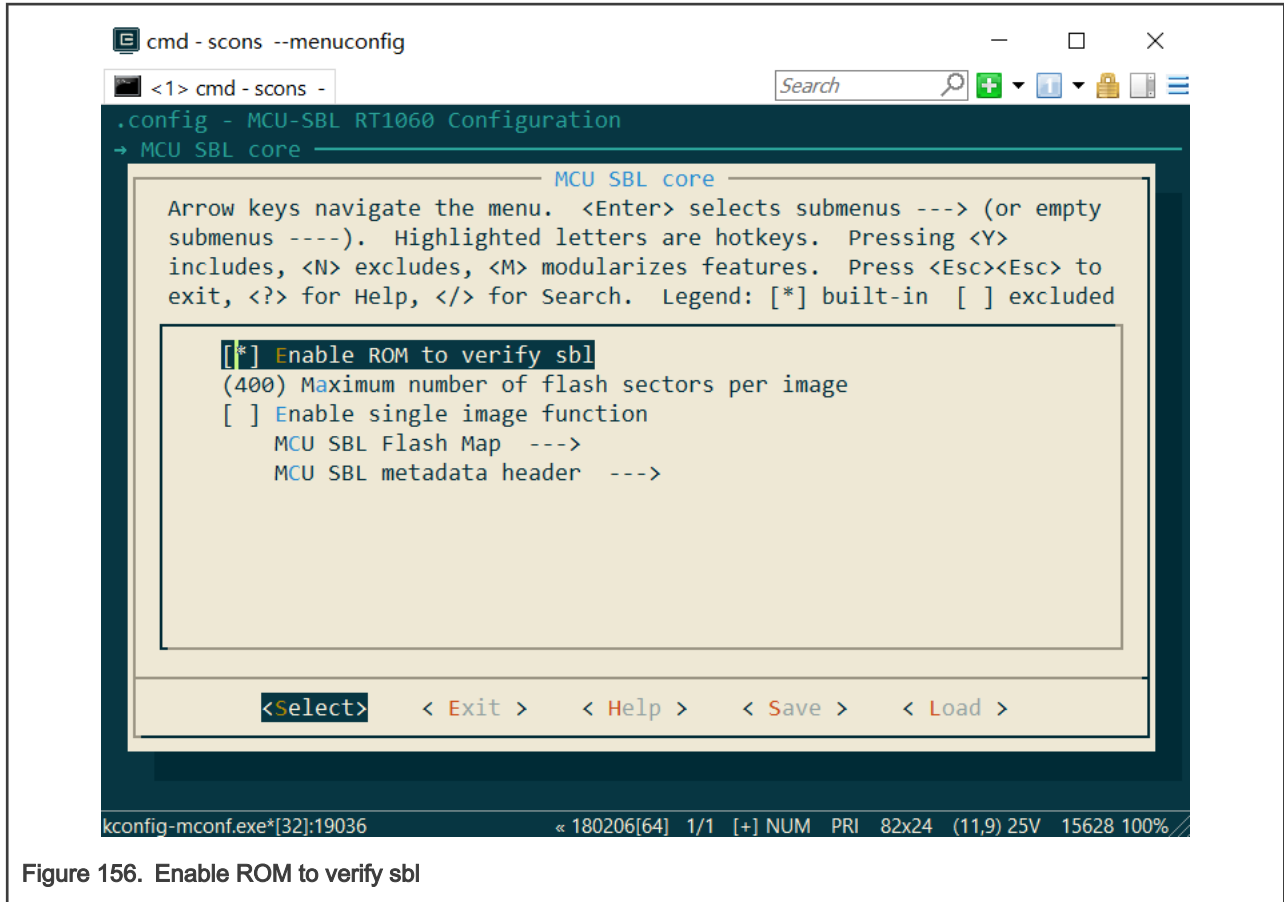 cmd - scons  --menuconfig
<1> cmd - scons  -
Search
.config - MCU-SBL RT1060 Configuration
→ MCU SBL core
MCU SBL core
Arrow keys navigate the menu.  <Enter> selects submenus ---> (or empty
submenus ----).  Highlighted letters are hotkeys.  Pressing <Y>
includes, <N> excludes, <M> modularizes features.  Press <Esc><Esc> to
exit, <?> for Help, </> for Search.  Legend: [*] built-in  [ ] excluded
[*] Enable ROM to verify sbl
(400) Maximum number of flash sectors per image
[ ] Enable single image function
MCU SBL Flash Map  --->
MCU SBL metadata header  --->
<Select>    < Exit >    < Help >    < Save >    < Load >
kconfig-mconf.exe*[32]:19036    « 180206[64]  1/1  [+] NUM  PRI  82x24  (11,9) 25V  15628 100%
Figure 156.  Enable ROM to verify sbl